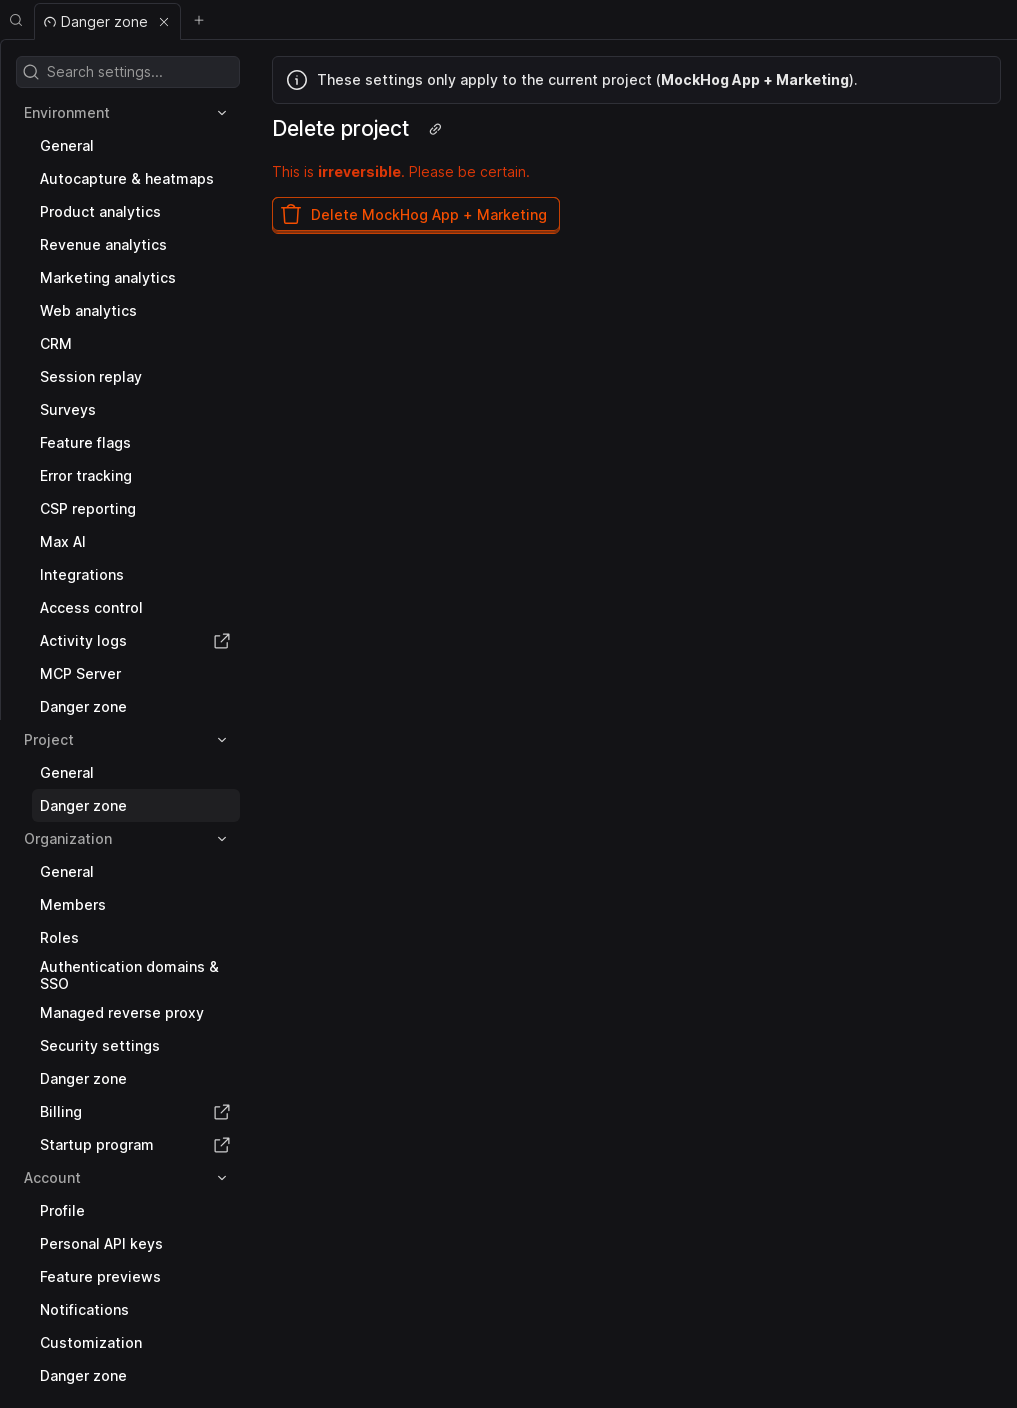 Danger zone
Search settings...
Environment
General
Autocapture & heatmaps
Product analytics
Revenue analytics
Marketing analytics
Web analytics
CRM
Session replay
Surveys
Feature flags
Error tracking
CSP reporting
Max AI
Integrations
Access control
Activity logs
MCP Server
Danger zone
Project
General
Danger zone
Organization
General
Members
Roles
Authentication domains &
SSO
Managed reverse proxy
Security settings
Danger zone
Billing
Startup program
Account
Profile
Personal API keys
Feature previews
Notifications
Customization
Danger zone
These settings only apply to the current project (MockHog App + Marketing).
Delete project
This is irreversible. Please be certain.
Delete MockHog App + Marketing